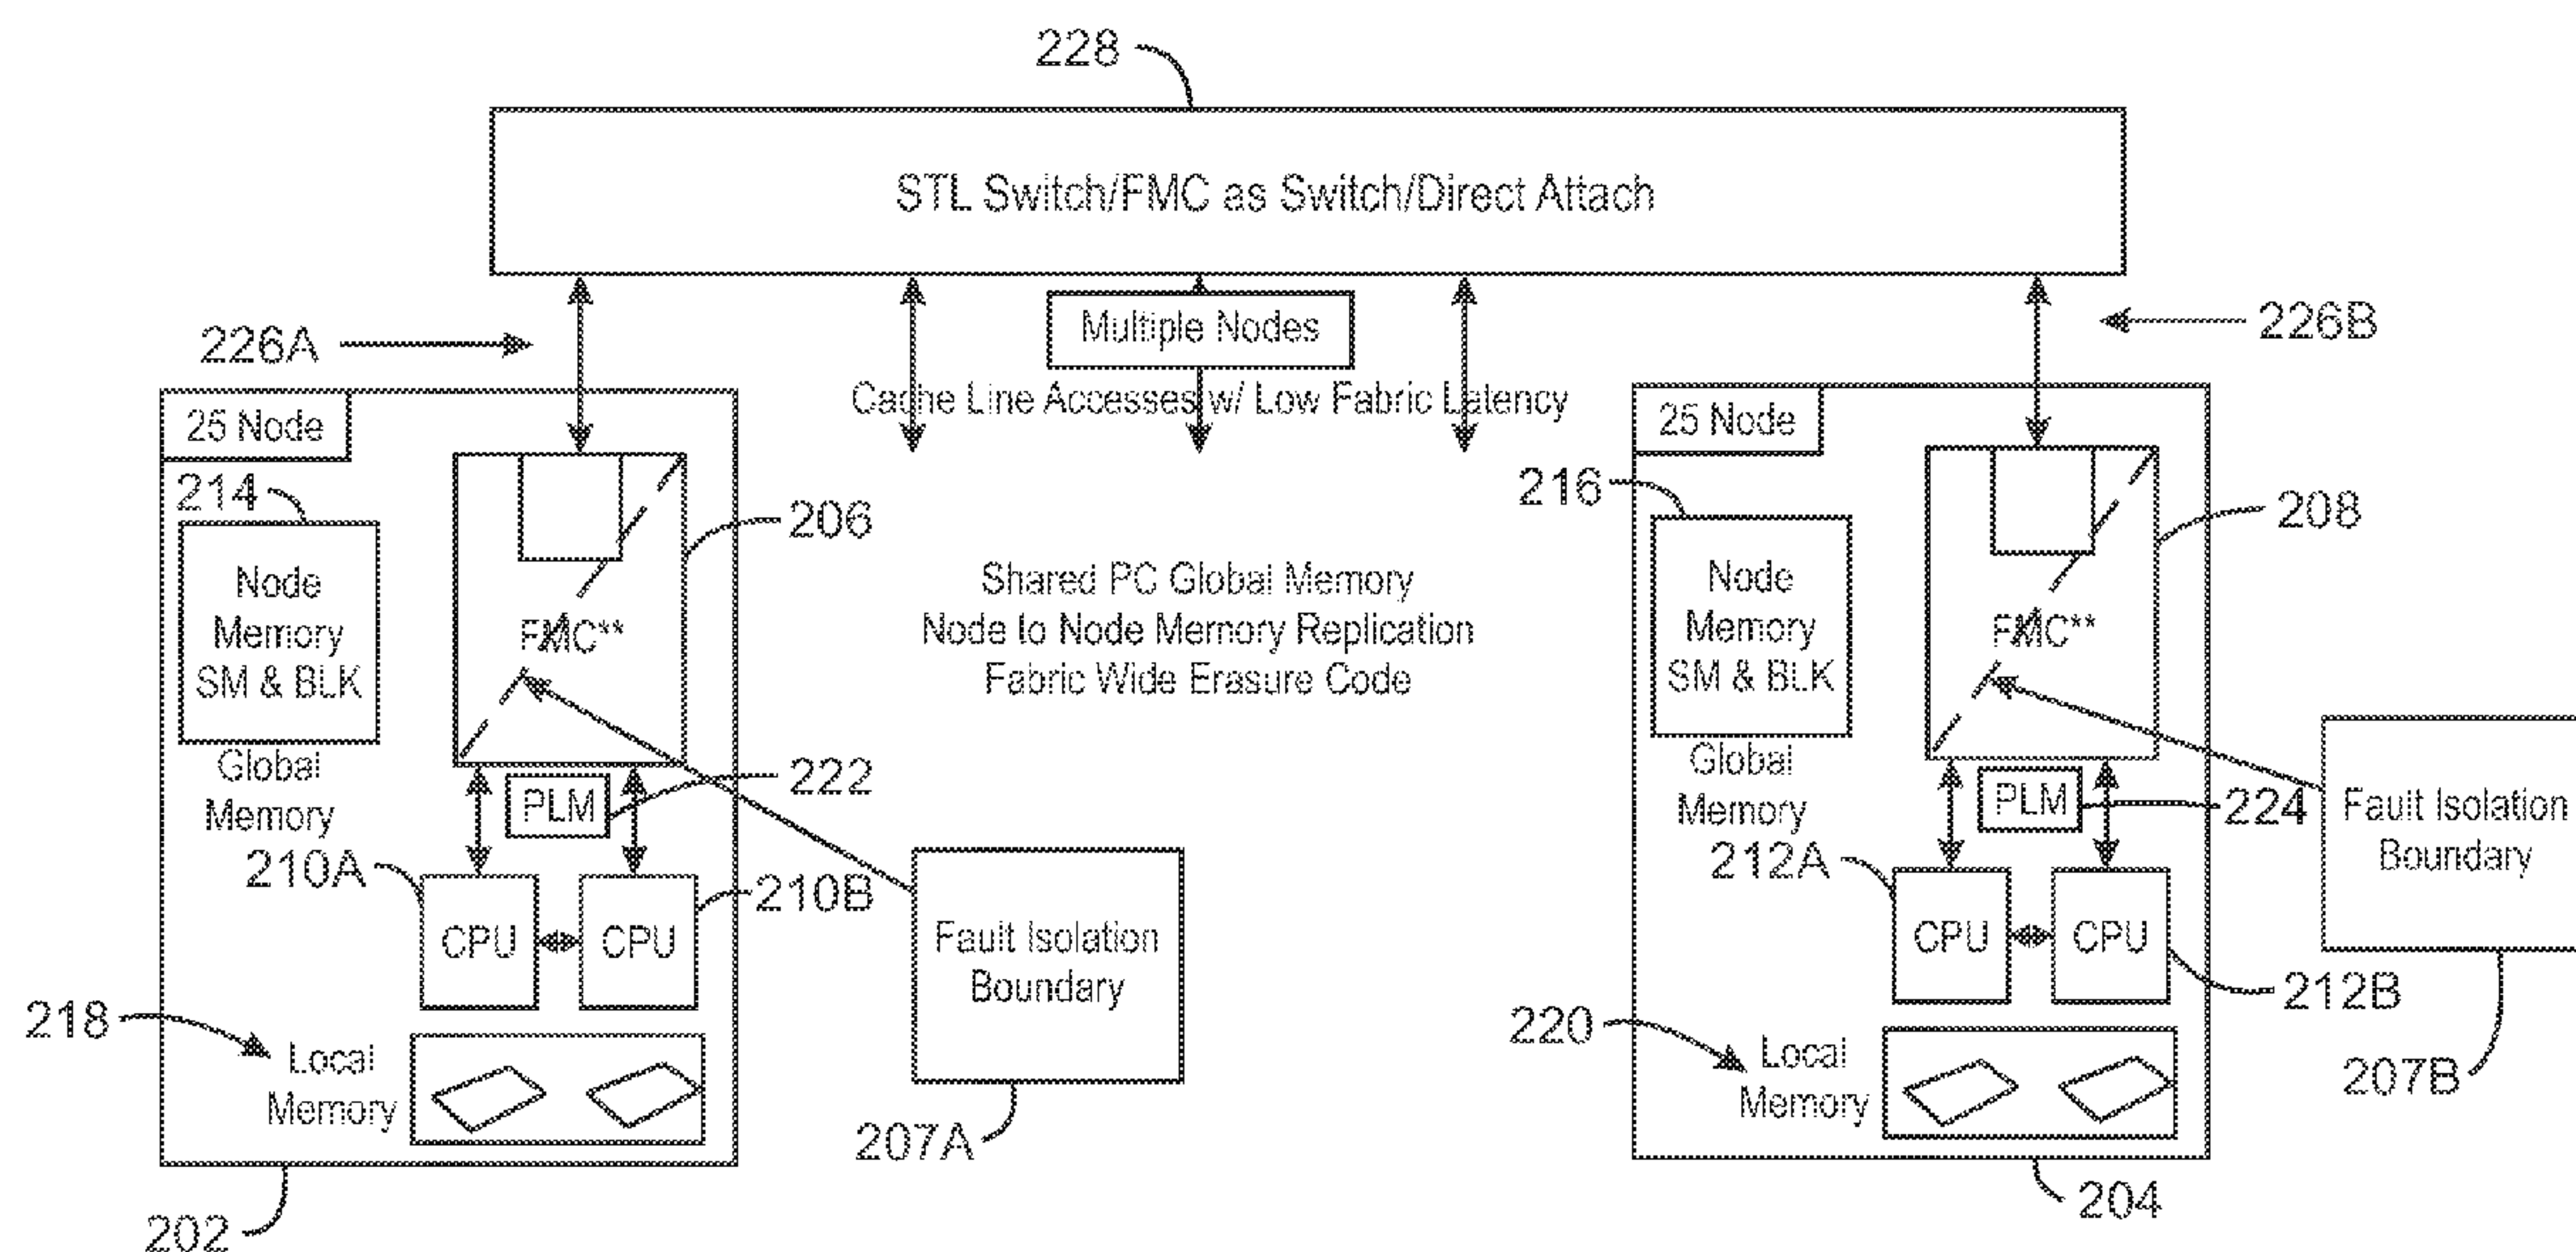 228
STL Switch/FMC as Switch/Direct Attach
226A
Multiple Nodes
226B
Cache Line Accesses w/ Low Fabric Latency
25 Node
214
Node
Memory
SM & BLK
Global
Memory
FMC**
206
PLM
222
210A
CPU
CPU
210B
218
Local
Memory
202
Shared PC Global Memory
Node to Node Memory Replication
Fabric Wide Erasure Code
Fault Isolation
Boundary
207A
25 Node
216
Node
Memory
SM & BLK
Global
Memory
FMC**
208
PLM
224
212A
CPU
CPU
212B
220
Local
Memory
204
Fault Isolation
Boundary
207B